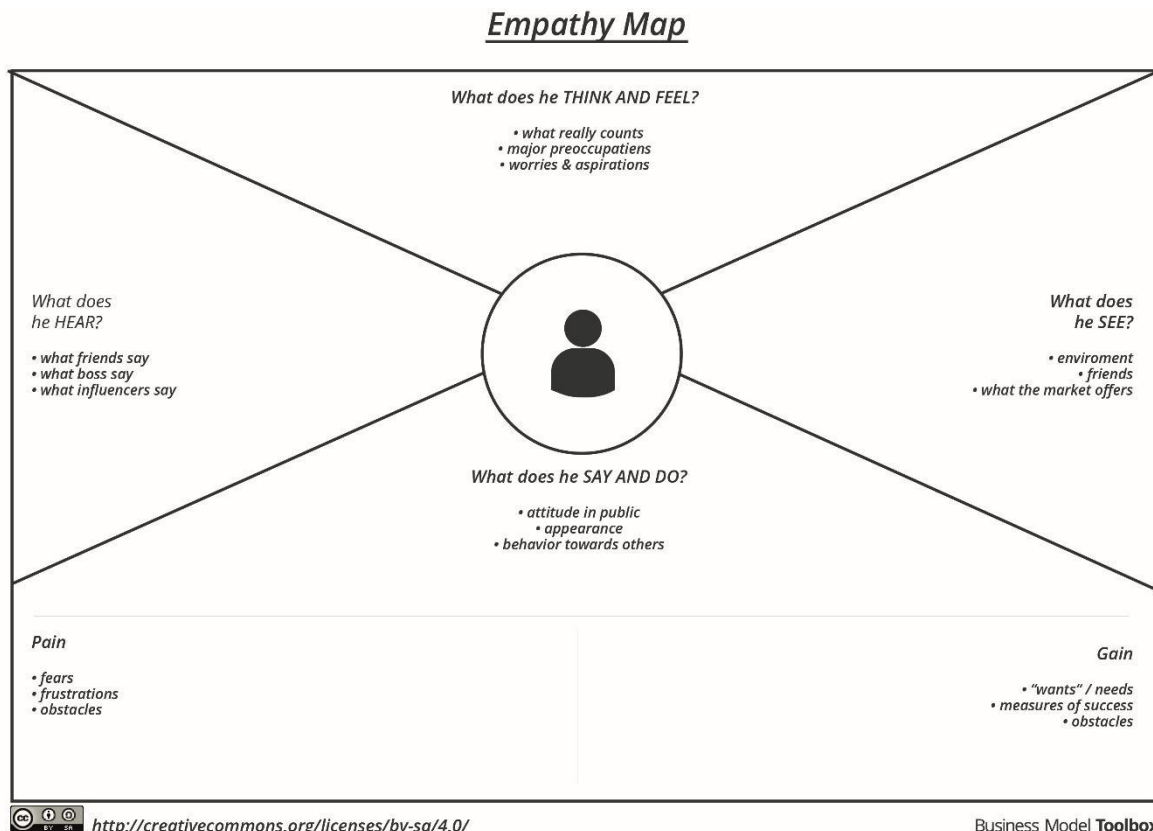 Empathy Map
What does he THINK AND FEEL?
• what really counts
• major preoccupatiens
• worries & aspirations
What does
he HEAR?
• what friends say
• what boss say
• what influencers say
What does
he SEE?
• enviroment
• friends
• what the market offers
What does he SAY AND DO?
• attitude in public
• appearance
• behavior towards others
Pain
• fears
• frustrations
• obstacles
Gain
• "wants" / needs
• measures of success
• obstacles
cc BY SA http://creativecommons.org/licenses/by-sa/4.0/
Business Model Toolbox